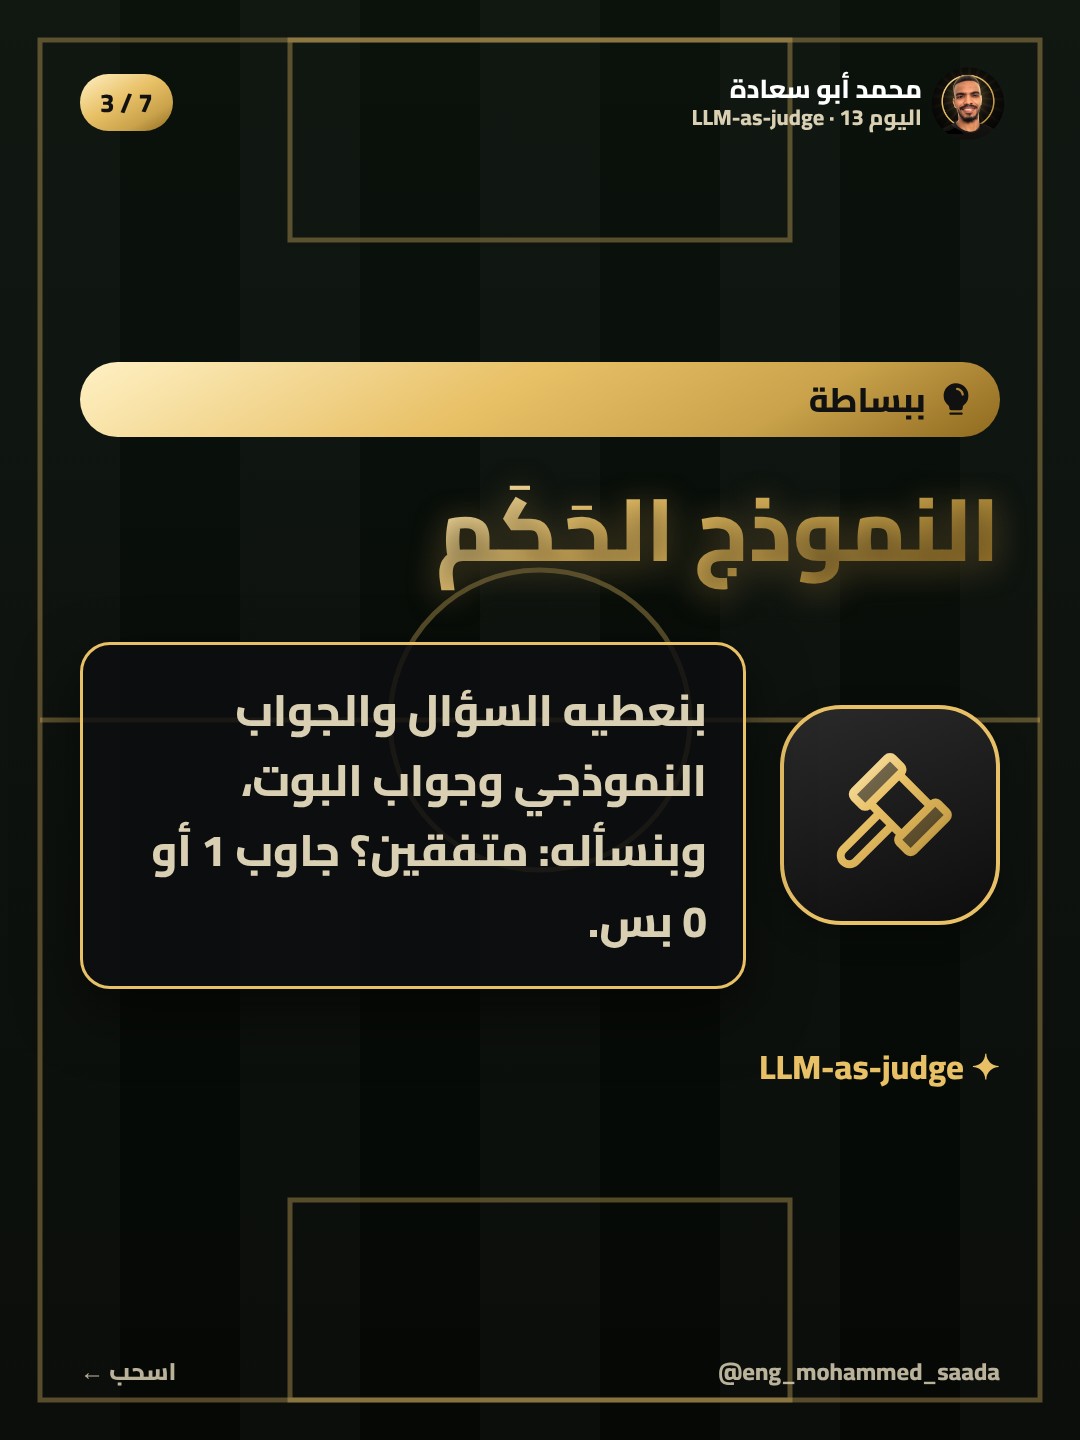 محمد أبو سعادة
اليوم 13 · LLM-as-judge
3 / 7
ببساطة
النموذج الحَكَم
بنعطيه السؤال والجواب
النموذجي وجواب البوت،
وبنسأله: متفقين؟ جاوب 1 أو
0 بس.
✦ LLM-as-judge
@eng_mohammed_saada
اسحب ←